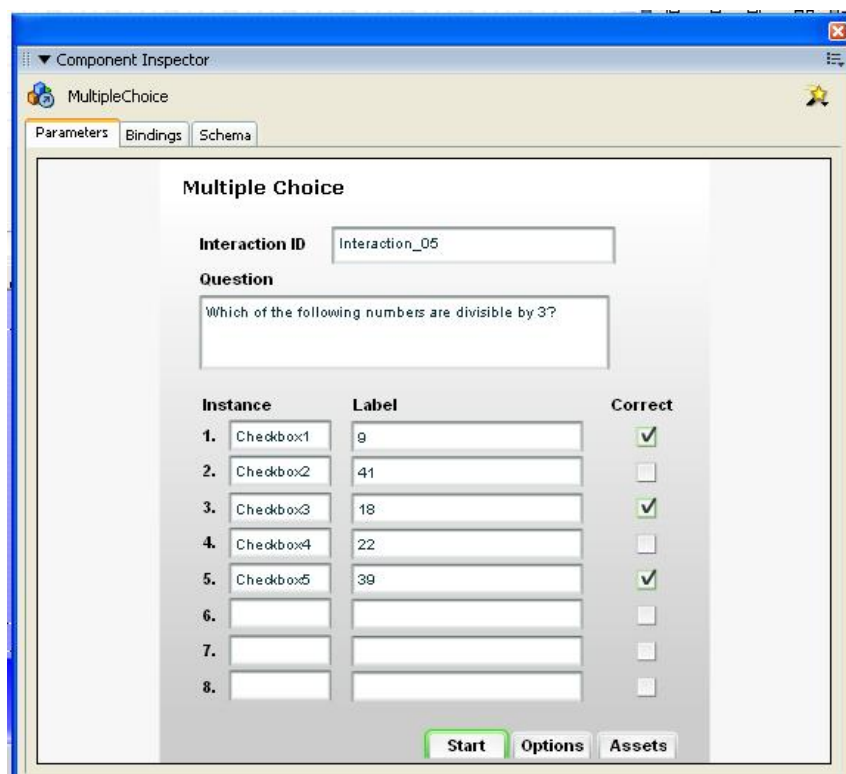 Component Inspector
MultipleChoice
Parameters Bindings Schema
Multiple Choice
Interaction ID Interaction_05
Question
Which of the following numbers are divisible by 3?
Instance Label Correct
1. Checkbox1 9
2. Checkbox2 41
3. Checkbox3 18
4. Checkbox4 22
5. Checkbox5 39
6.
7.
8.
Start Options Assets